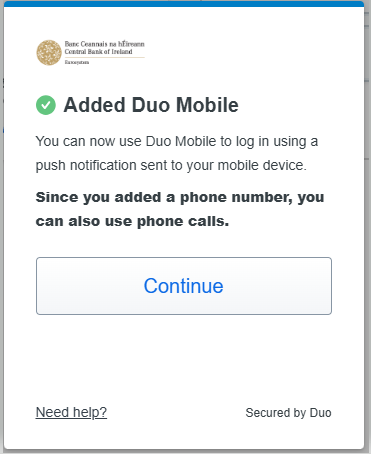 Banc Ceannais na hÉireann
Central Bank of Ireland
Eurosystem
Added Duo Mobile
You can now use Duo Mobile to log in using a
push notification sent to your mobile device.
Since you added a phone number, you
can also use phone calls.
Continue
Need help?
Secured by Duo